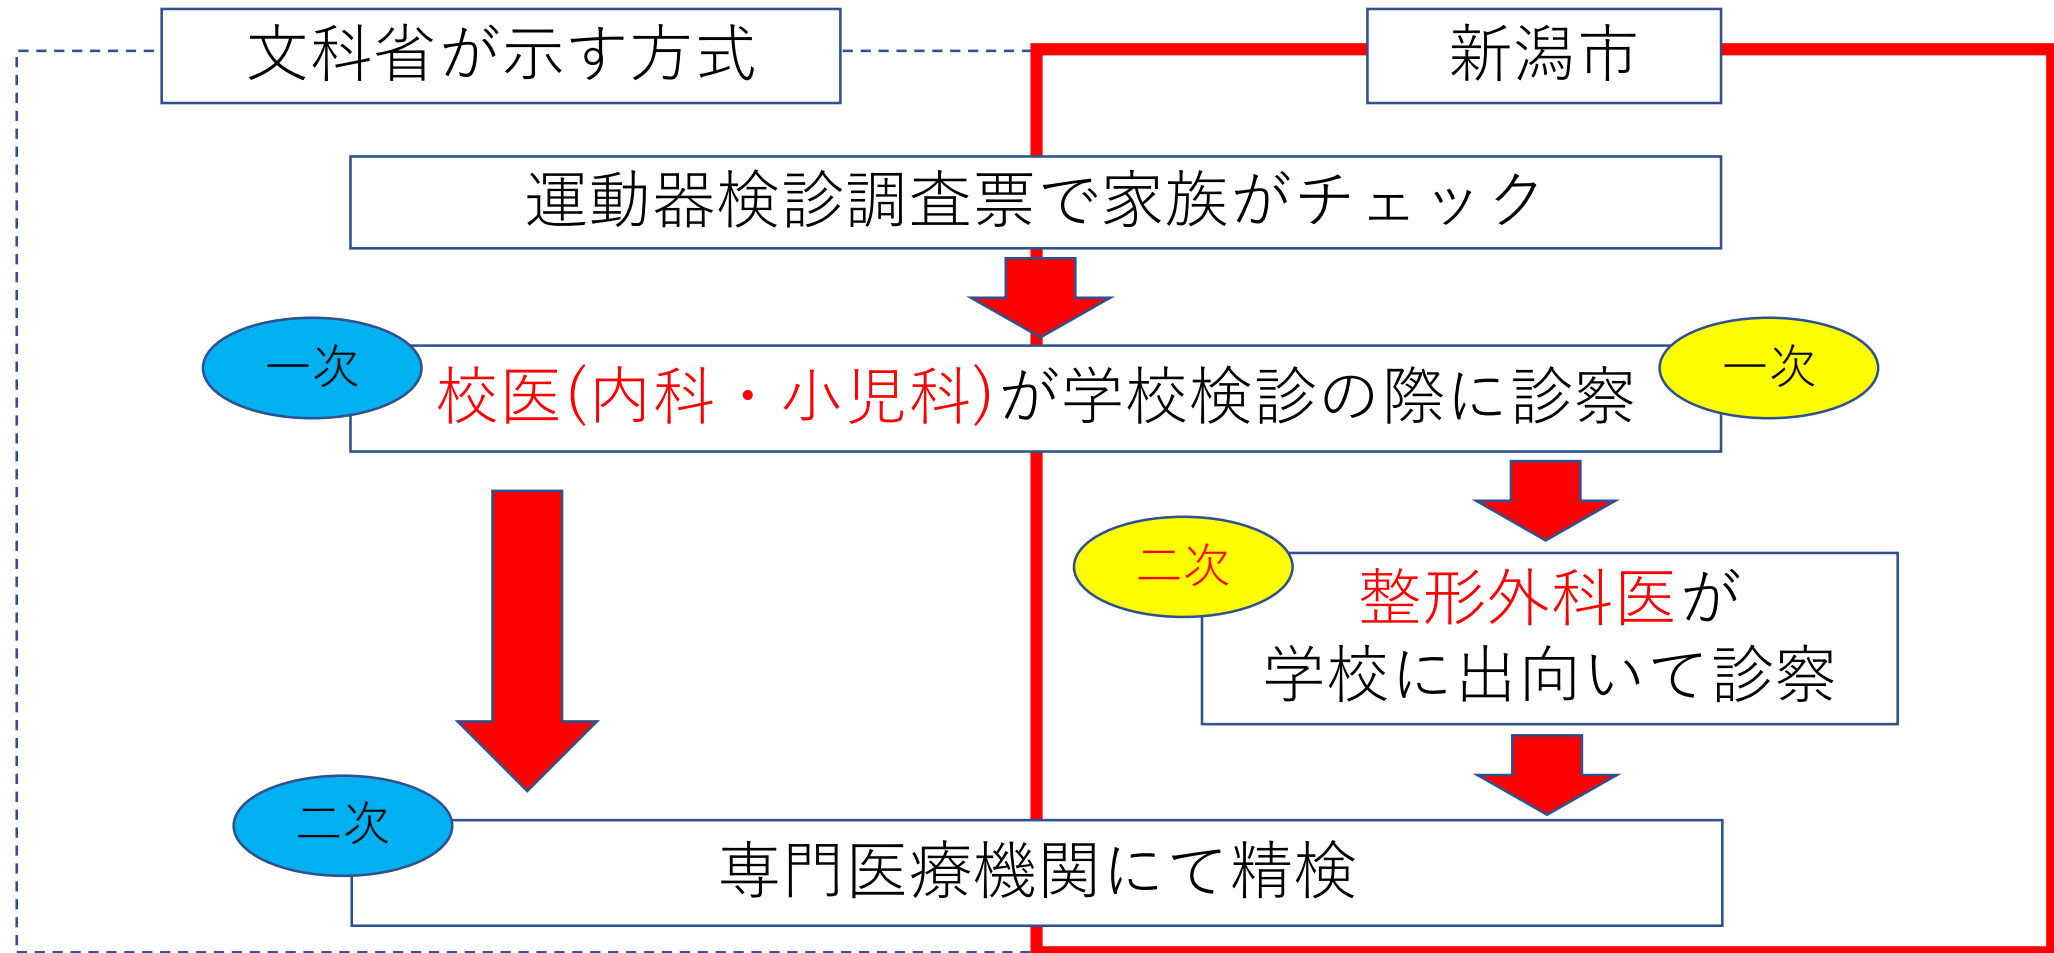 文科省が示す方式
新潟市
運動器検診調査票で家族がチェック
一次
校医(内科・小児科)が学校検診の際に診察
一次
二次
整形外科医が
学校に出向いて診察
二次
専門医療機関にて精検